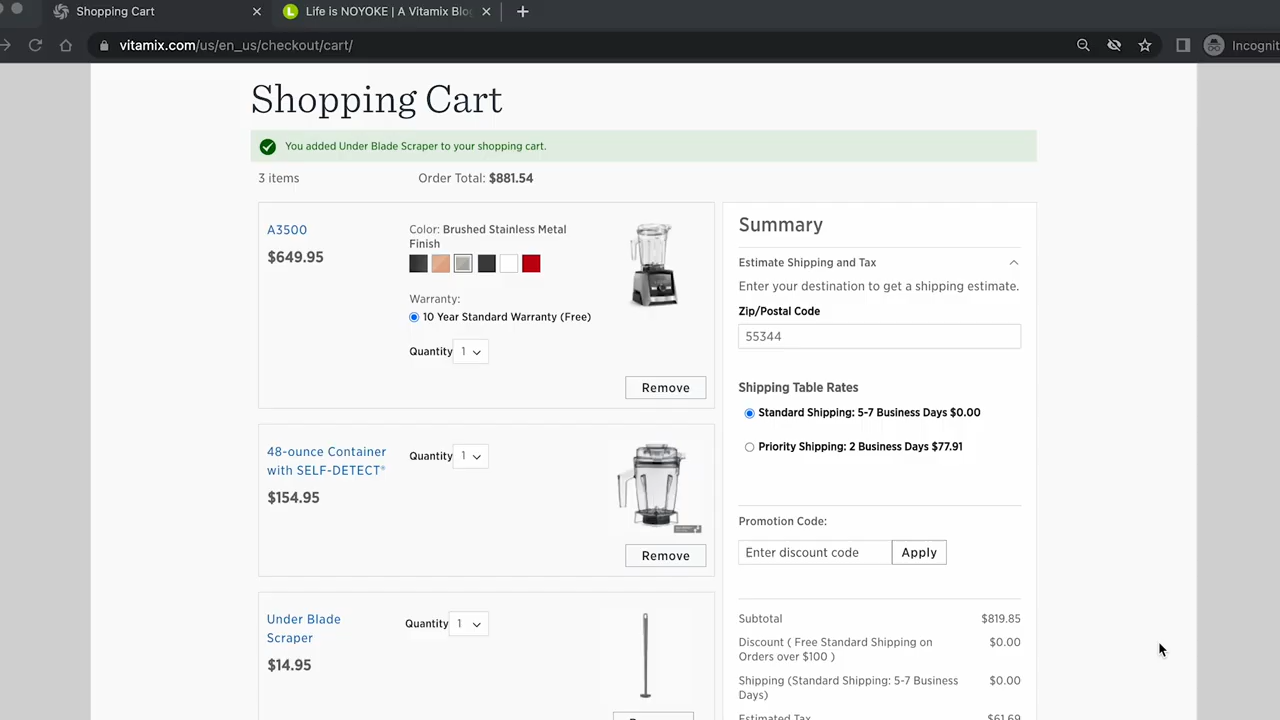 Shopping Cart
Life is NOYOKE | A Vitamix Blo
vitamix.com/us/en_us/checkout/cart/
Incognit
Shopping Cart
You added Under Blade Scraper to your shopping cart.
3 items
Order Total: $881.54
A3500
$649.95
Color: Brushed Stainless Metal
Finish
Warranty:
10 Year Standard Warranty (Free)
Quantity 1
Remove
48-ounce Container
with SELF-DETECT®
$154.95
Quantity 1
Remove
Under Blade
Scraper
$14.95
Quantity 1
Summary
Estimate Shipping and Tax
Enter your destination to get a shipping estimate.
Zip/Postal Code
55344
Shipping Table Rates
Standard Shipping: 5-7 Business Days $0.00
Priority Shipping: 2 Business Days $77.91
Promotion Code:
Enter discount code
Apply
Subtotal $819.85
Discount ( Free Standard Shipping on $0.00
Orders over $100 )
Shipping (Standard Shipping: 5-7 Business $0.00
Days)
Estimated Tax $61.69